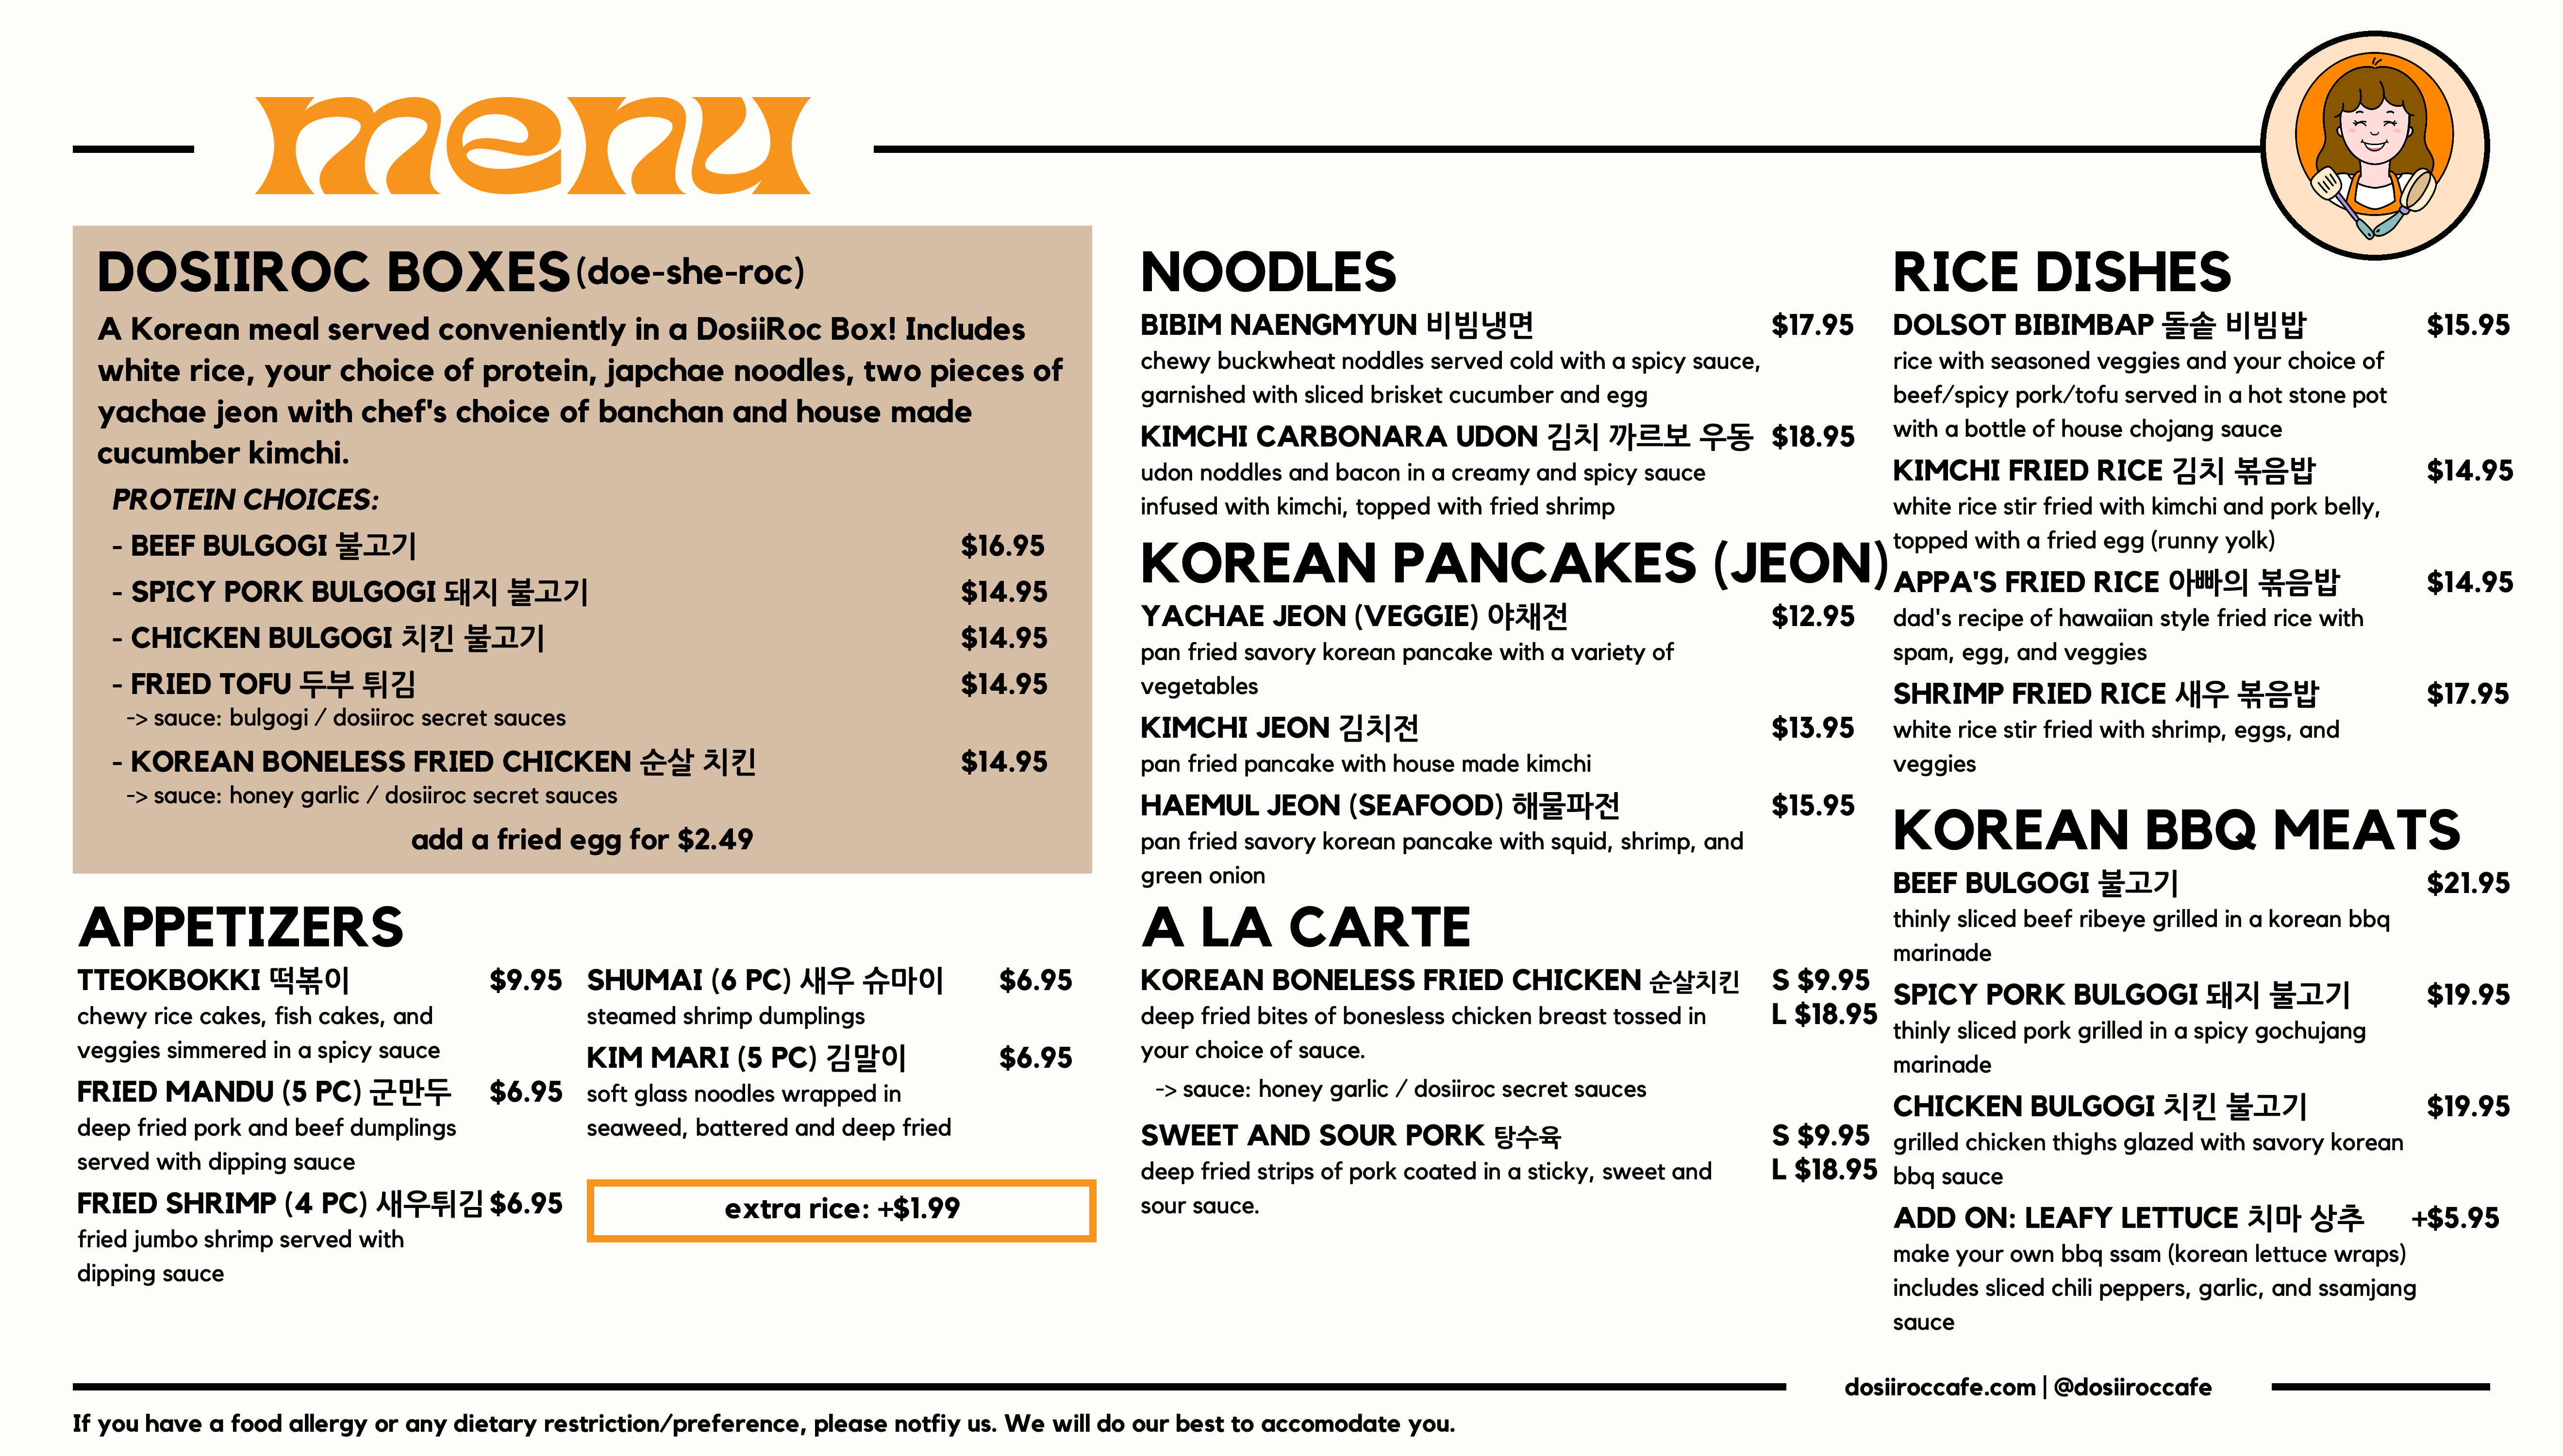 menu
DOSIIROC BOXES (doe-she-roc)
A Korean meal served conveniently in a DosiiRoc Box! Includes
white rice, your choice of protein, japchae noodles, two pieces of
yachae jeon with chef's choice of banchan and house made
cucumber kimchi.
PROTEIN CHOICES:
- BEEF BULGOGI 불고기 $16.95
- SPICY PORK BULGOGI 돼지 불고기 $14.95
- CHICKEN BULGOGI 치킨 불고기 $14.95
- FRIED TOFU 두부 튀김 $14.95
-> sauce: bulgogi / dosiiroc secret sauces
- KOREAN BONELESS FRIED CHICKEN 순살 치킨 $14.95
-> sauce: honey garlic / dosiiroc secret sauces
add a fried egg for $2.49
APPETIZERS
TTEOKBOKKI 떡볶이 $9.95
chewy rice cakes, fish cakes, and
veggies simmered in a spicy sauce
FRIED MANDU (5 PC) 군만두 $6.95
deep fried pork and beef dumplings
served with dipping sauce
FRIED SHRIMP (4 PC) 새우튀김 $6.95
fried jumbo shrimp served with
dipping sauce
SHUMAI (6 PC) 새우 슈마이 $6.95
steamed shrimp dumplings
KIM MARI (5 PC) 김말이 $6.95
soft glass noodles wrapped in
seaweed, battered and deep fried
extra rice: +$1.99
NOODLES
BIBIM NAENGMYUN 비빔냉면 $17.95
chewy buckwheat noddles served cold with a spicy sauce,
garnished with sliced brisket cucumber and egg
KIMCHI CARBONARA UDON 김치 까르보 우동 $18.95
udon noddles and bacon in a creamy and spicy sauce
infused with kimchi, topped with fried shrimp
KOREAN PANCAKES (JEON)
YACHAE JEON (VEGGIE) 야채전 $12.95
pan fried savory korean pancake with a variety of
vegetables
KIMCHI JEON 김치전 $13.95
pan fried pancake with house made kimchi
HAEMUL JEON (SEAFOOD) 해물파전 $15.95
pan fried savory korean pancake with squid, shrimp, and
green onion
A LA CARTE
KOREAN BONELESS FRIED CHICKEN 순살치킨 S $9.95
L $18.95
deep fried bites of bonesless chicken breast tossed in
your choice of sauce.
-> sauce: honey garlic / dosiiroc secret sauces
SWEET AND SOUR PORK 탕수육 S $9.95
L $18.95
deep fried strips of pork coated in a sticky, sweet and
sour sauce.
RICE DISHES
DOLSOT BIBIMBAP 돌솥 비빔밥 $15.95
rice with seasoned veggies and your choice of
beef/spicy pork/tofu served in a hot stone pot
with a bottle of house chojang sauce
KIMCHI FRIED RICE 김치 볶음밥 $14.95
white rice stir fried with kimchi and pork belly,
topped with a fried egg (runny yolk)
APPA'S FRIED RICE 아빠의 볶음밥 $14.95
dad's recipe of hawaiian style fried rice with
spam, egg, and veggies
SHRIMP FRIED RICE 새우 볶음밥 $17.95
white rice stir fried with shrimp, eggs, and
veggies
KOREAN BBQ MEATS
BEEF BULGOGI 불고기 $21.95
thinly sliced beef ribeye grilled in a korean bbq
marinade
SPICY PORK BULGOGI 돼지 불고기 $19.95
thinly sliced pork grilled in a spicy gochujang
marinade
CHICKEN BULGOGI 치킨 불고기 $19.95
grilled chicken thighs glazed with savory korean
bbq sauce
ADD ON: LEAFY LETTUCE 치마 상추 +$5.95
make your own bbq ssam (korean lettuce wraps)
includes sliced chili peppers, garlic, and ssamjang
sauce
dosiiroccafe.com | @dosiiroccafe
If you have a food allergy or any dietary restriction/preference, please notfiy us. We will do our best to accomodate you.